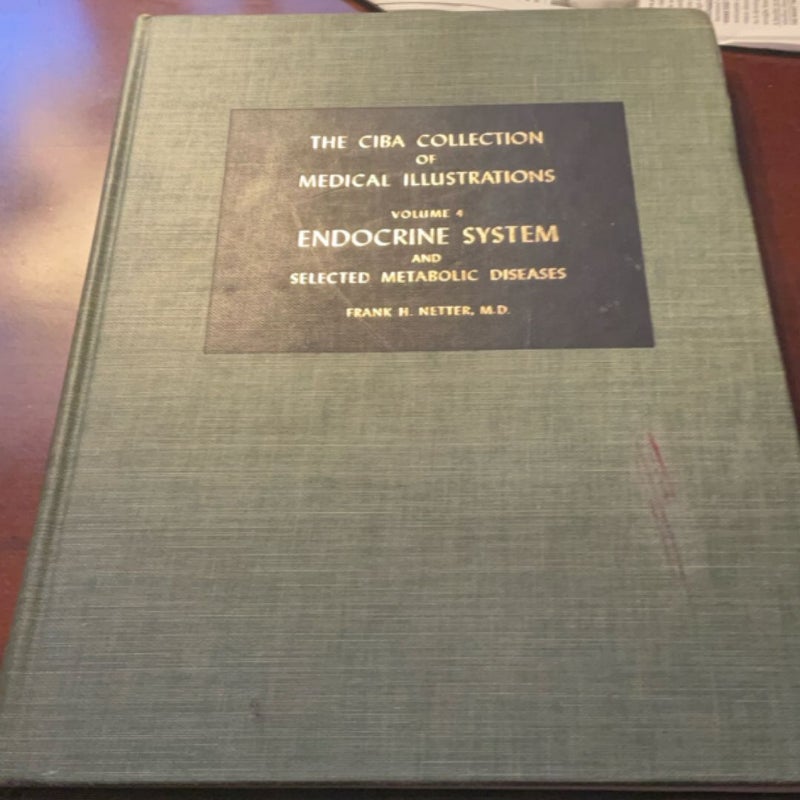 THE CIBA COLLECTION
OF
MEDICAL ILLUSTRATIONS
VOLUME 4
ENDOCRINE SYSTEM
AND
SELECTED METABOLIC DISEASES
FRANK H. NETTER, M.D.